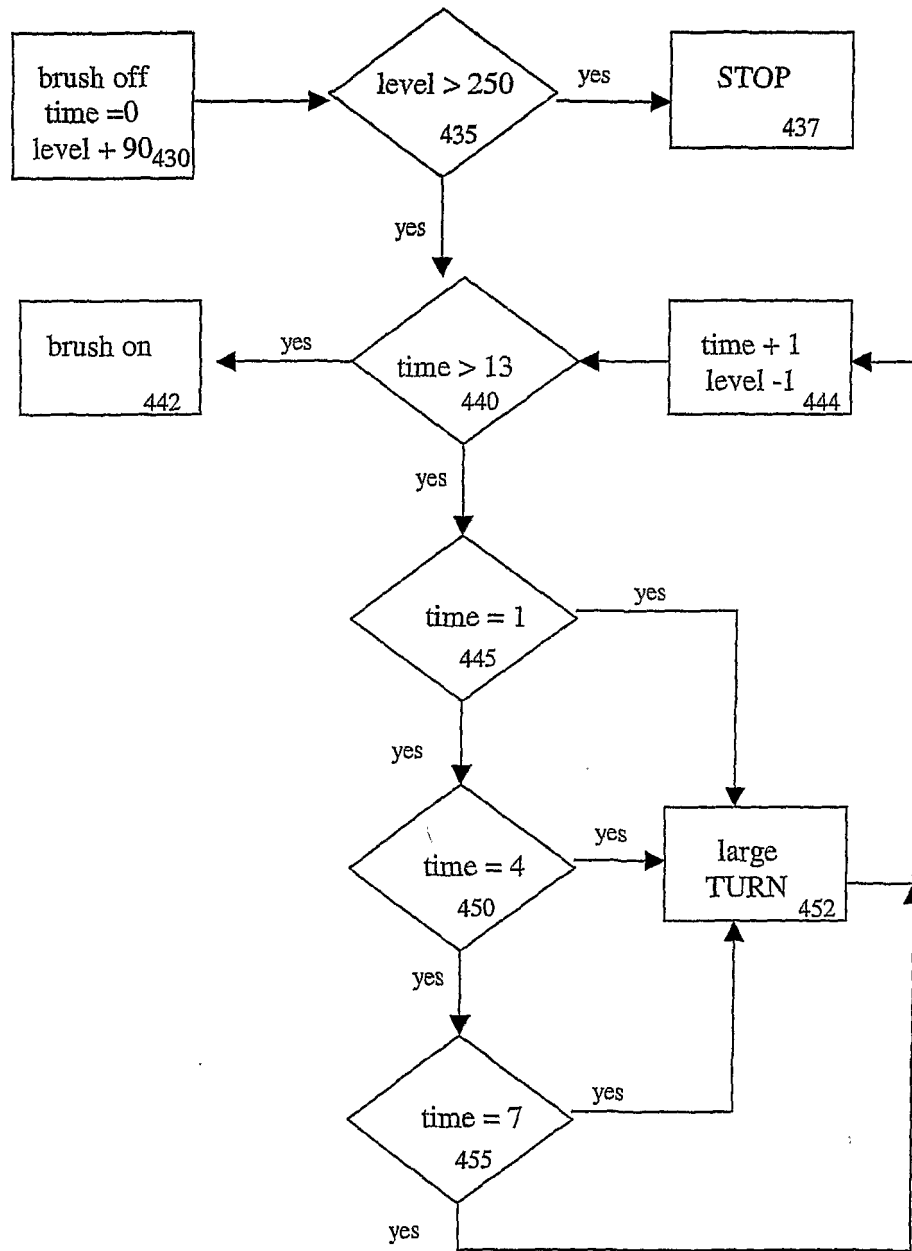 brush off
time =0
level + 90
430
level > 250
435
yes
STOP
437
yes
brush on
442
yes
time > 13
440
time + 1
level -1
444
yes
time = 1
445
yes
yes
time = 4
450
yes
large
TURN
452
yes
time = 7
455
yes
yes